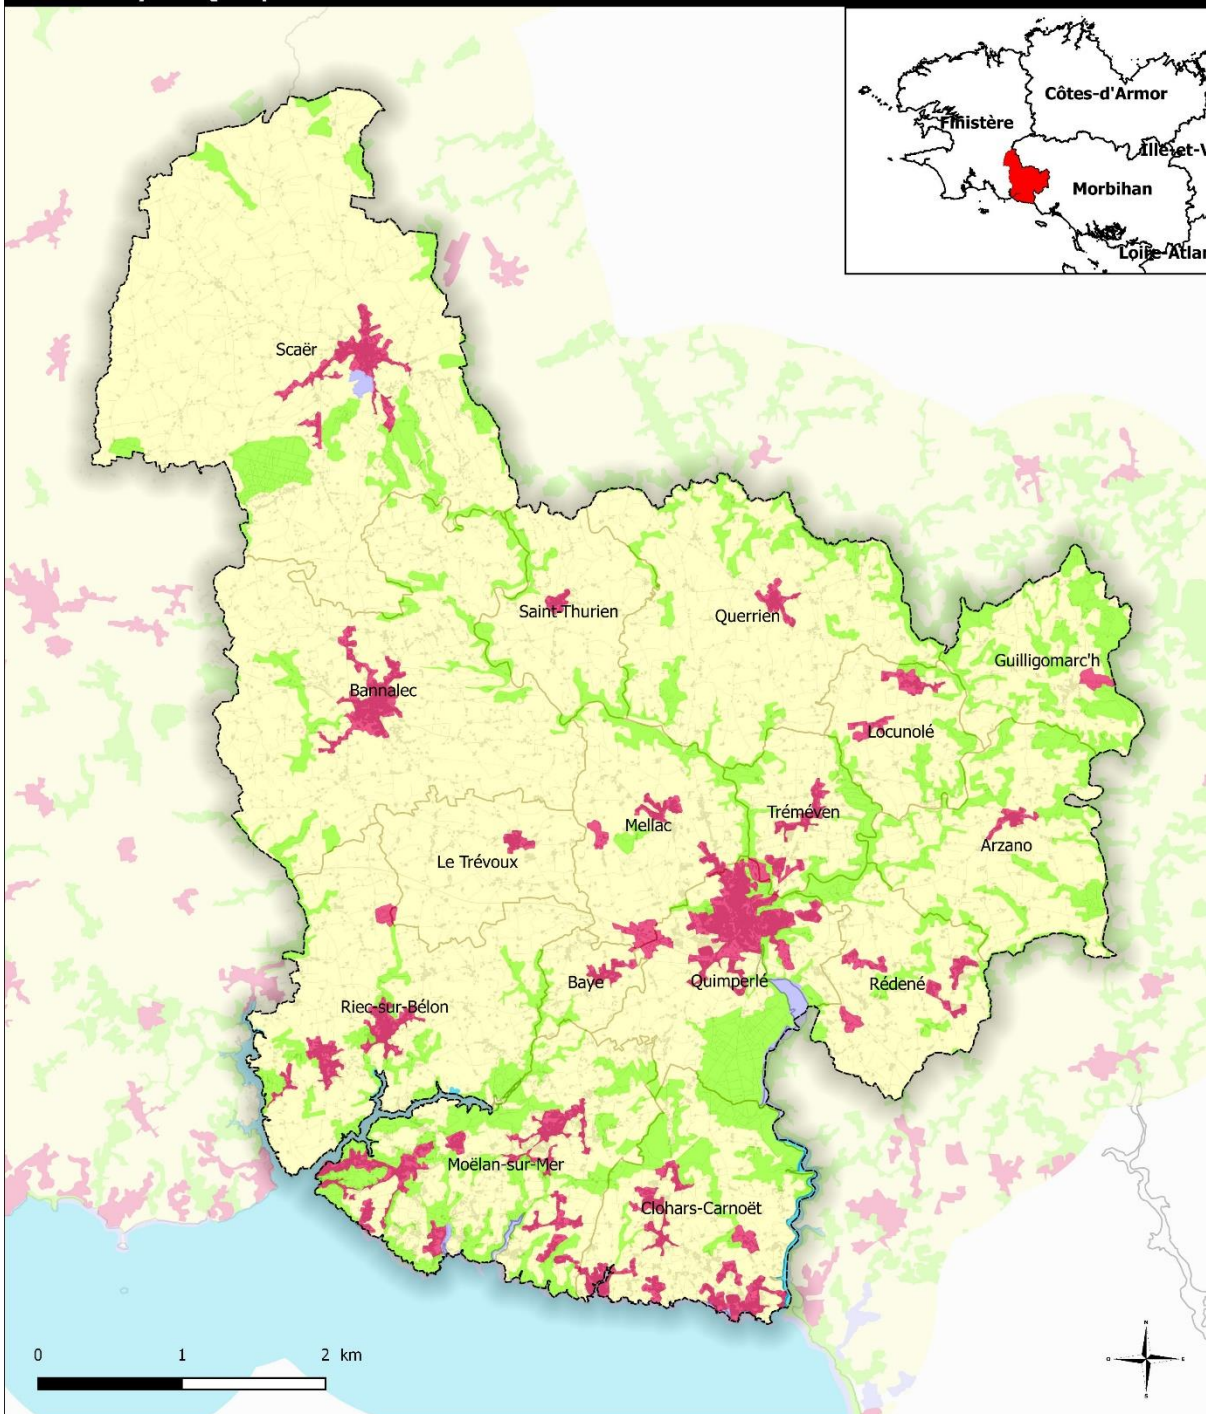 Côtes-d'Armor
Finistère
Ille-et-V
Morbihan
Loire-Atlan
Scaër
Saint-Thurien
Querrien
Guilligomarc'h
Bannalec
Locunolé
Tréméven
Mellac
Arzano
Le Trévoux
Baye
Quimperlé
Rédené
Riec-sur-Bélon
Moëlan-sur-Mer
Clohars-Carnoët
0 1 2 km
N
O E
S